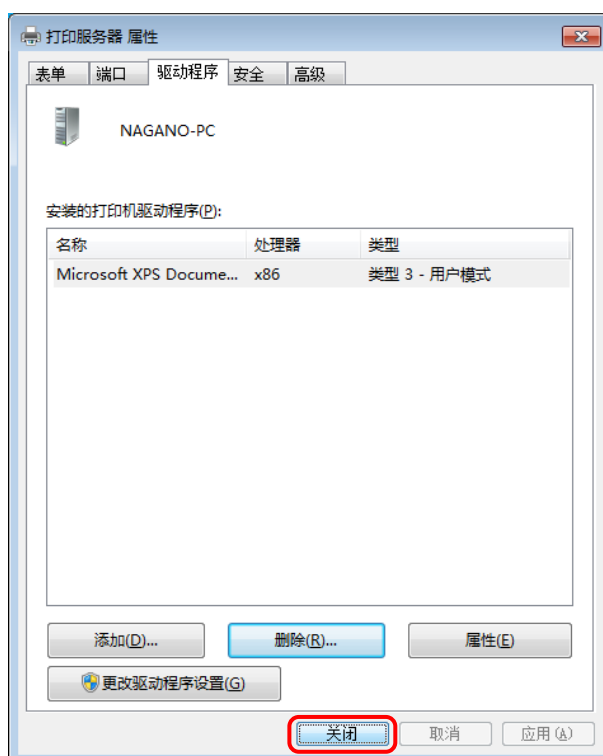 打印服务器 属性
表单 端口 驱动程序 安全 高级
NAGANO-PC
安装的打印机驱动程序(P):
名称 处理器 类型
Microsoft XPS Docume... x86 类型 3 - 用户模式
添加(D)... 删除(R)... 属性(E)
更改驱动程序设置(G)
关闭 取消 应用(A)